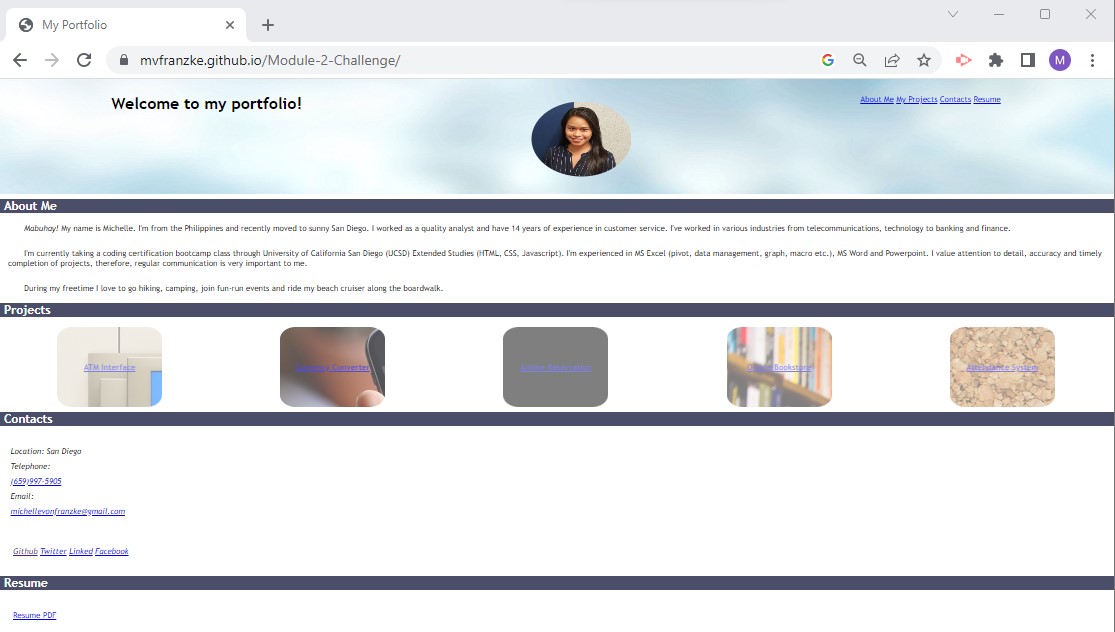 My Portfolio
mvfranzke.github.io/Module-2-Challenge/
M
Welcome to my portfolio!
About Me My Projects Contacts Resume
About Me
Mabuhay! My name is Michelle. I'm from the Philippines and recently moved to sunny San Diego. I worked as a quality analyst and have 14 years of experience in customer service. I've worked in various industries from telecommunications, technology to banking and finance.
I'm currently taking a coding certification bootcamp class through University of California San Diego (UCSD) Extended Studies (HTML, CSS, Javascript). I'm experienced in MS Excel (pivot, data management, graph, macro etc.), MS Word and Powerpoint. I value attention to detail, accuracy and timely
completion of projects, therefore, regular communication is very important to me.
During my freetime I love to go hiking, camping, join fun-run events and ride my beach cruiser along the boardwalk.
Projects
ATM Interface
Converter
Bookstore
Attendance System
Contacts
Location: San Diego
Telephone:
(659)997-5905
Email:
michellevonfranzke@gmail.com
Github Twitter Linked Facebook
Resume
Resume PDF